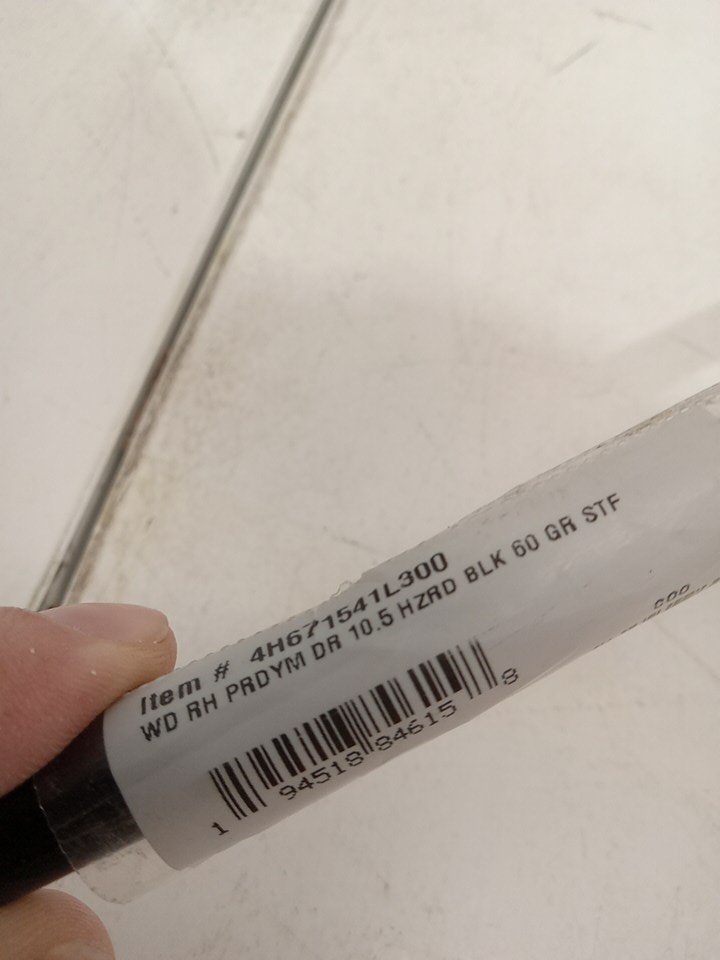 Item # 4H671541L300
WD RH PRDYM DR 10.5 HZRD BLK 60 GR STF
1 94518 84615 8